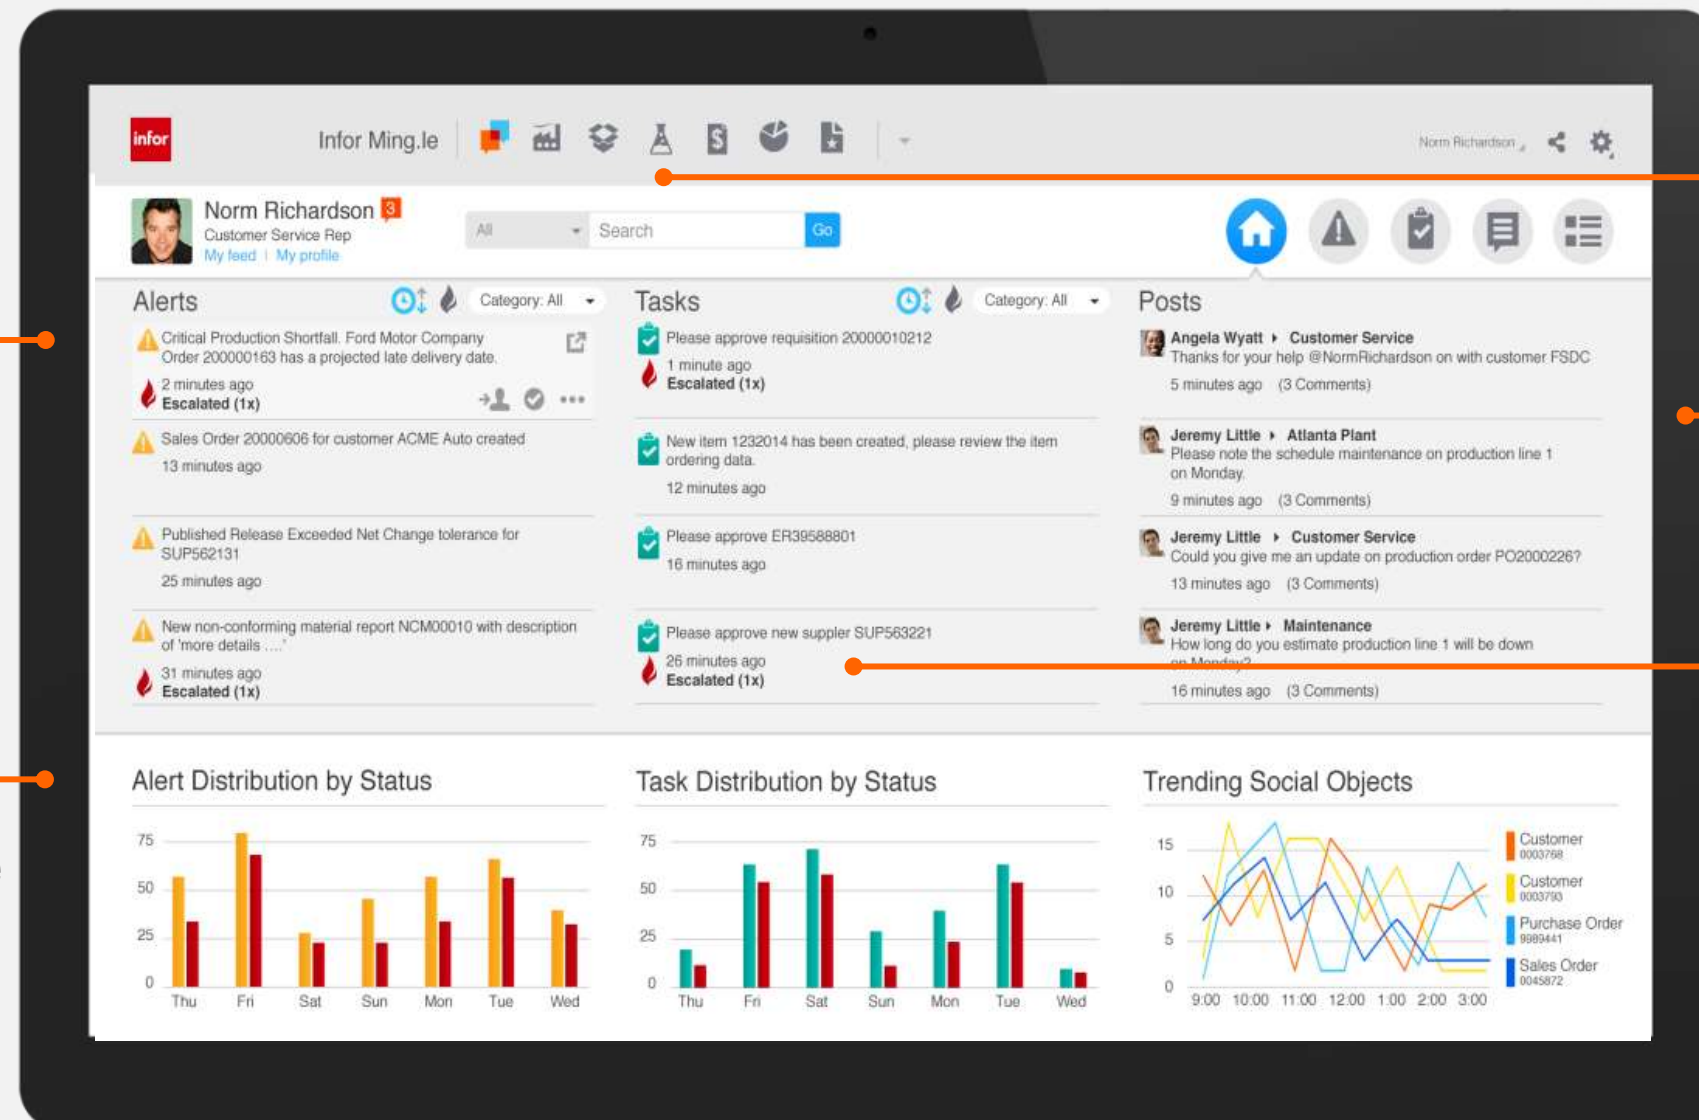 infor
Infor Ming.le
$
Norm Richardson
Norm Richardson 3
Customer Service Rep
My feed | My profile
All
Search
Go
Alerts
Category: All
Critical Production Shortfall. Ford Motor Company
Order 200000163 has a projected late delivery date.
2 minutes ago
Escalated (1x)
Sales Order 20000606 for customer ACME Auto created
13 minutes ago
Published Release Exceeded Net Change tolerance for
SUP562131
25 minutes ago
New non-conforming material report NCM00010 with description
of 'more details ....'
31 minutes ago
Escalated (1x)
Tasks
Category: All
Please approve requisition 20000010212
1 minute ago
Escalated (1x)
New item 1232014 has been created, please review the item
ordering data.
12 minutes ago
Please approve ER39588801
16 minutes ago
Please approve new suppler SUP563221
26 minutes ago
Escalated (1x)
Posts
Angela Wyatt Customer Service
Thanks for your help @NormRichardson on with customer FSDC
5 minutes ago (3 Comments)
Jeremy Little Atlanta Plant
Please note the schedule maintenance on production line 1
on Monday.
9 minutes ago (3 Comments)
Jeremy Little Customer Service
Could you give me an update on production order PO2000226?
13 minutes ago (3 Comments)
Jeremy Little Maintenance
How long do you estimate production line 1 will be down
on Monday?
16 minutes ago (3 Comments)
Alert Distribution by Status
75
50
25
0
Thu Fri Sat Sun Mon Tue Wed
Task Distribution by Status
75
50
25
0
Thu Fri Sat Sun Mon Tue Wed
Trending Social Objects
15
10
5
0
9:00 10:00 11:00 12:00 1:00 2:00 3:00
Customer
0003768
Customer
0003793
Purchase Order
9989441
Sales Order
0045872